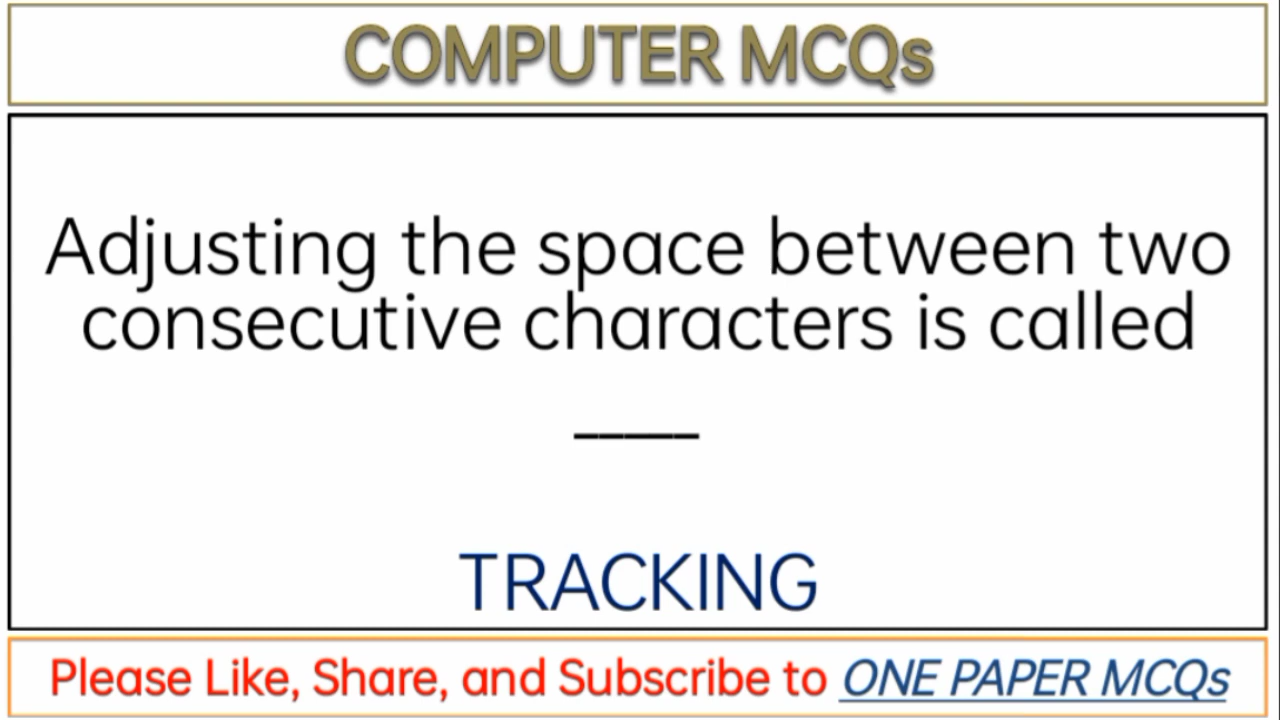 COMPUTER MCQs
Adjusting the space between two
consecutive characters is called
_____
TRACKING
Please Like, Share, and Subscribe to ONE PAPER MCQs